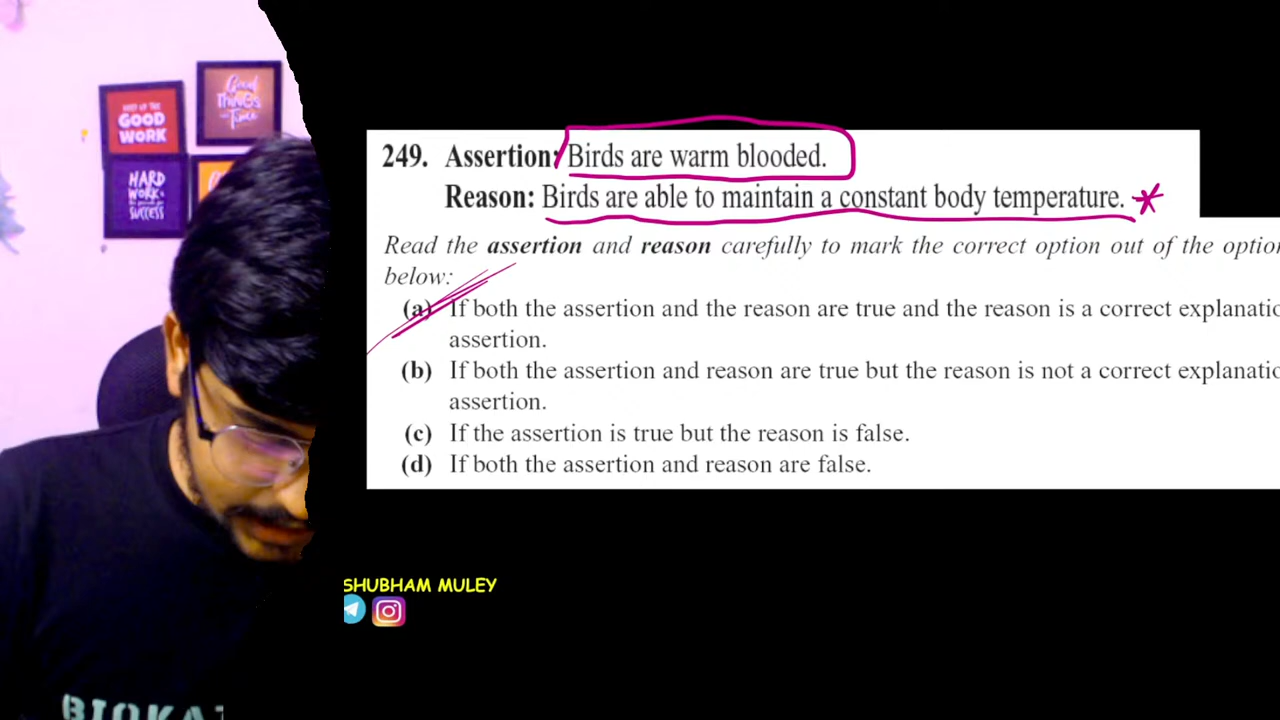 GOOD
WORK
Good
THiNGS
Time
HARD
WORK
SUCCESS
249. Assertion: Birds are warm blooded.
Reason: Birds are able to maintain a constant body temperature.
Read the assertion and reason carefully to mark the correct option out of the option
below:
(a) If both the assertion and the reason are true and the reason is a correct explanatio
assertion.
(b) If both the assertion and reason are true but the reason is not a correct explanatio
assertion.
(c) If the assertion is true but the reason is false.
(d) If both the assertion and reason are false.
SHUBHAM MULEY
BIOKA